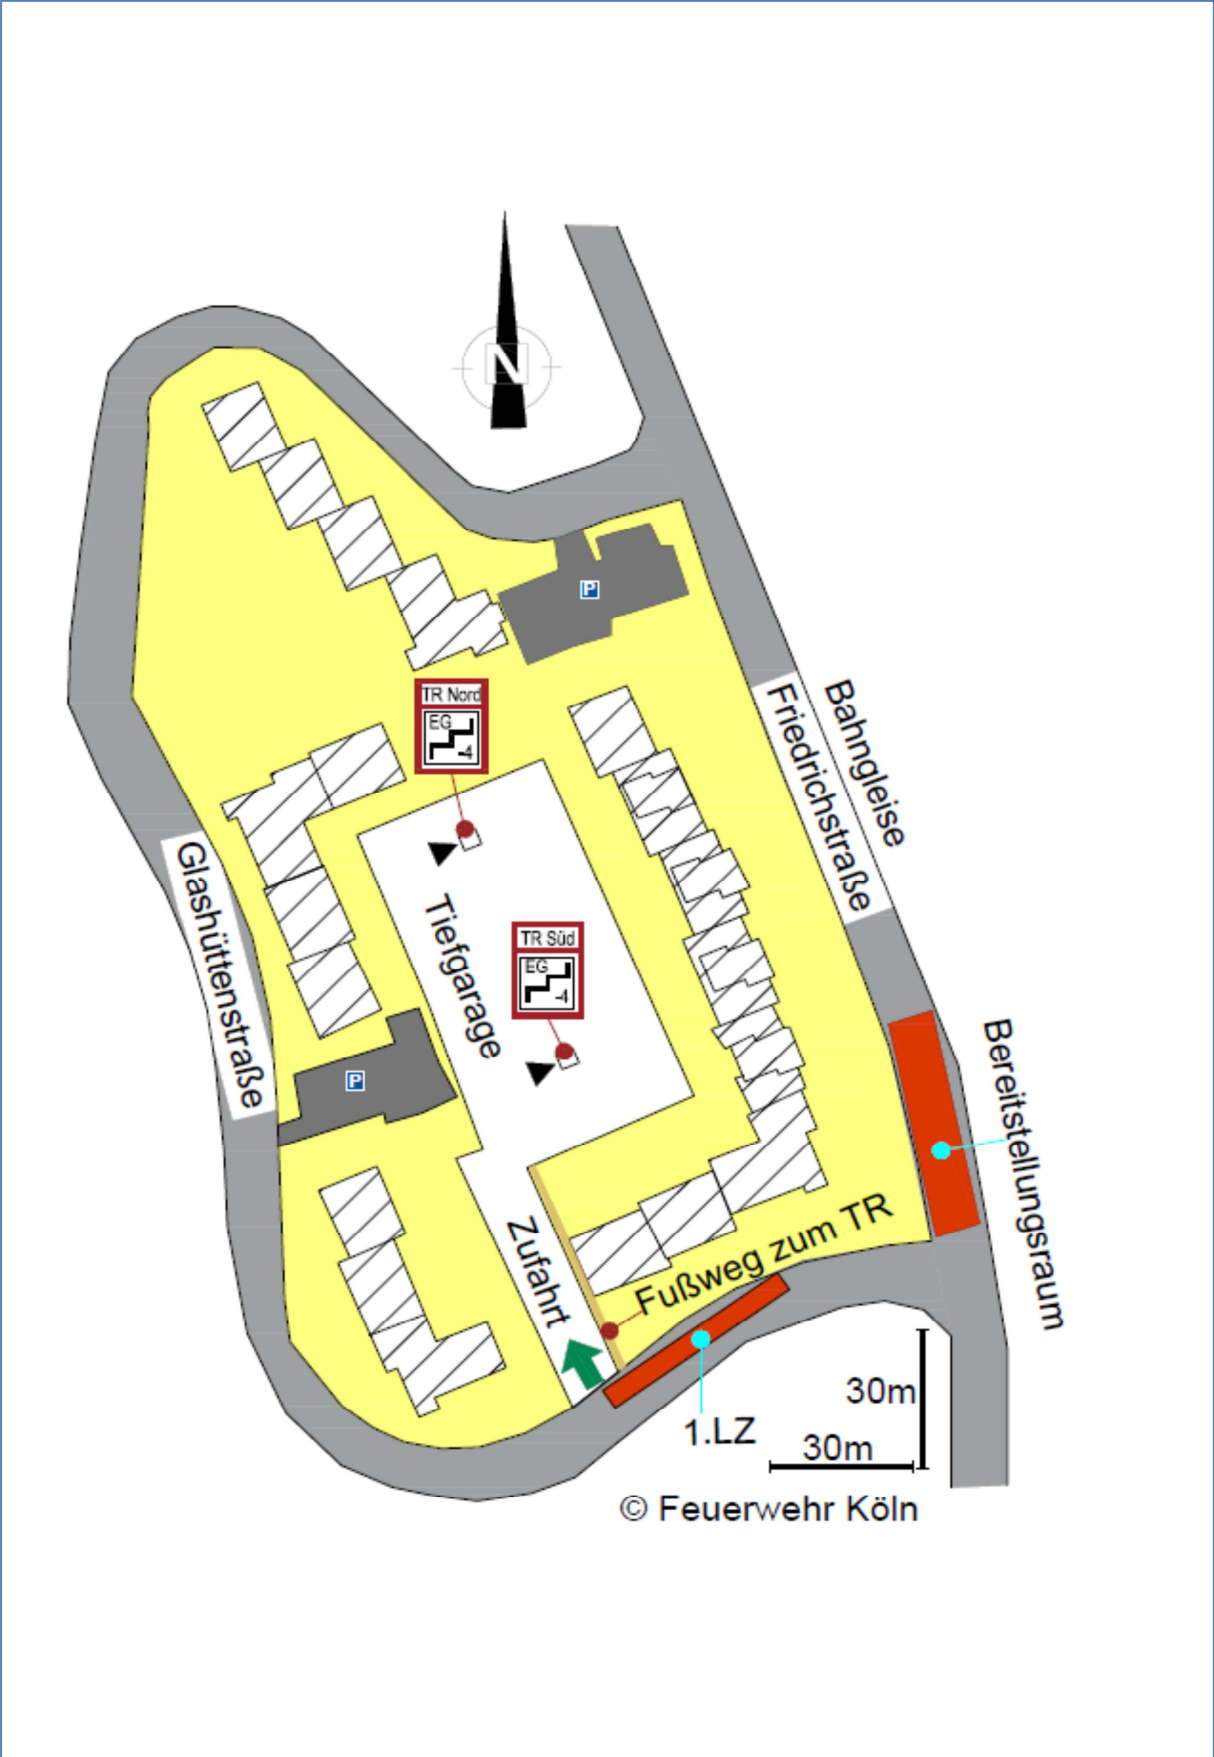 N
P
TR Nord
EG
-4
Bahngleise
Friedrichstraße
Glashüttenstraße
Tiefgarage
TR Süd
EG
-4
P
Bereitstellungsraum
Zufahrt
Fußweg zum TR
1.LZ
30m
30m
© Feuerwehr Köln